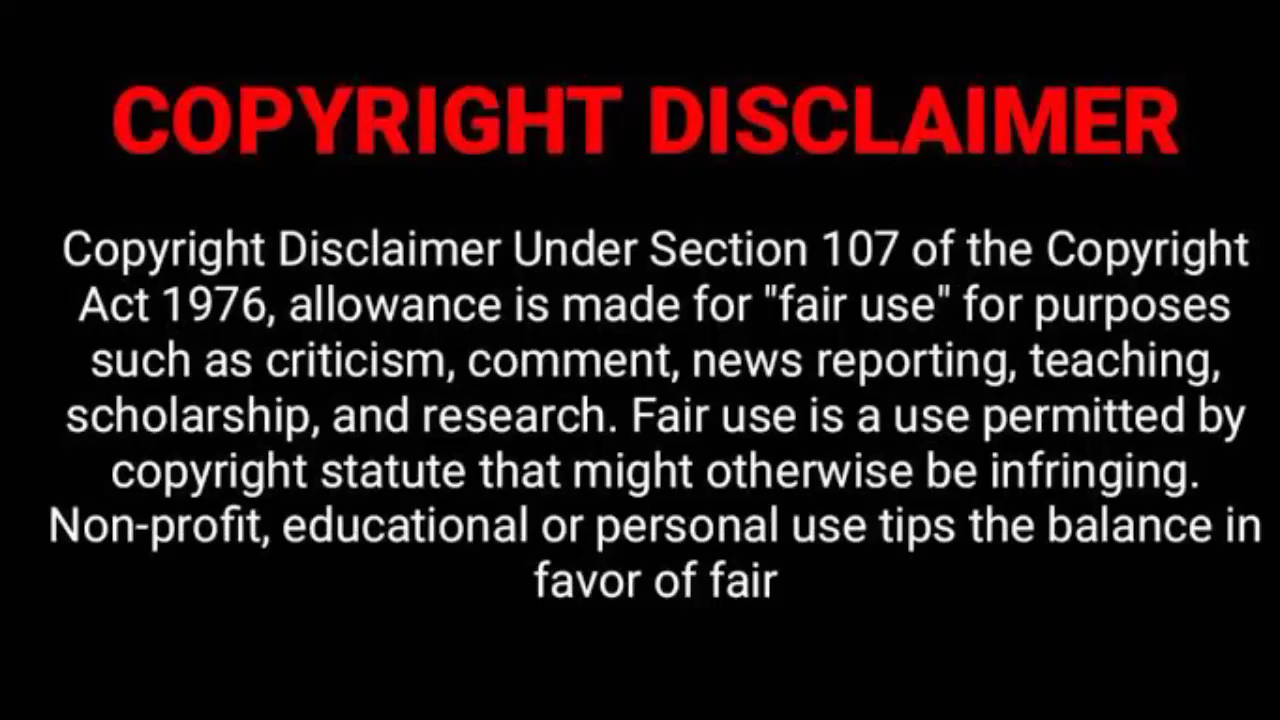 COPYRIGHT DISCLAIMER
Copyright Disclaimer Under Section 107 of the Copyright
Act 1976, allowance is made for "fair use" for purposes
such as criticism, comment, news reporting, teaching,
scholarship, and research. Fair use is a use permitted by
copyright statute that might otherwise be infringing.
Non-profit, educational or personal use tips the balance in
favor of fair